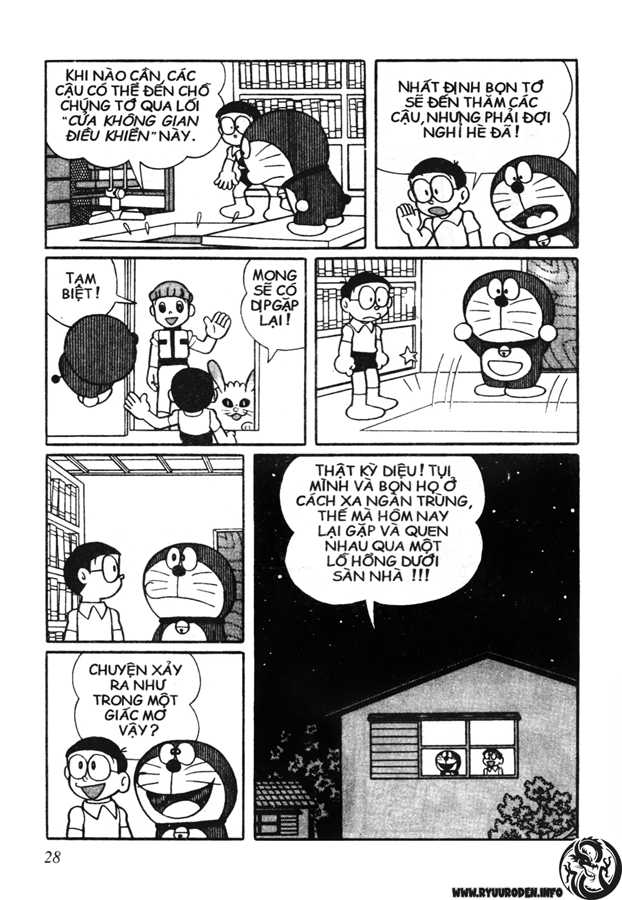 KHI NÀO CẦN, CÁC
CẬU CÓ THỂ ĐẾN CHỖ
CHÚNG TỚ QUA LỐI
"CỬA KHÔNG GIAN
ĐIỀU KHIỂN" NÀY.
NHẤT ĐỊNH BỌN TỚ
SẼ ĐẾN THĂM CÁC
CẬU, NHƯNG PHẢI ĐỢI
NGHỈ HÈ ĐÃ!
TẠM
BIỆT!
MONG
SẼ CÓ
DỊP GẶP
LẠI!
THẬT KỲ DIỆU! TỤI
MÌNH VÀ BỌN HỌ Ở
CÁCH XA NGÀN TRÙNG,
THẾ MÀ HÔM NAY
LẠI GẶP VÀ QUEN
NHAU QUA MỘT
LỖ HỔNG DƯỚI
SÀN NHÀ !!!
CHUYỆN XẢY
RA NHƯ
TRONG MỘT
GIẤC MƠ
VẬY?
28
WWW.RYUURODEN.INFO